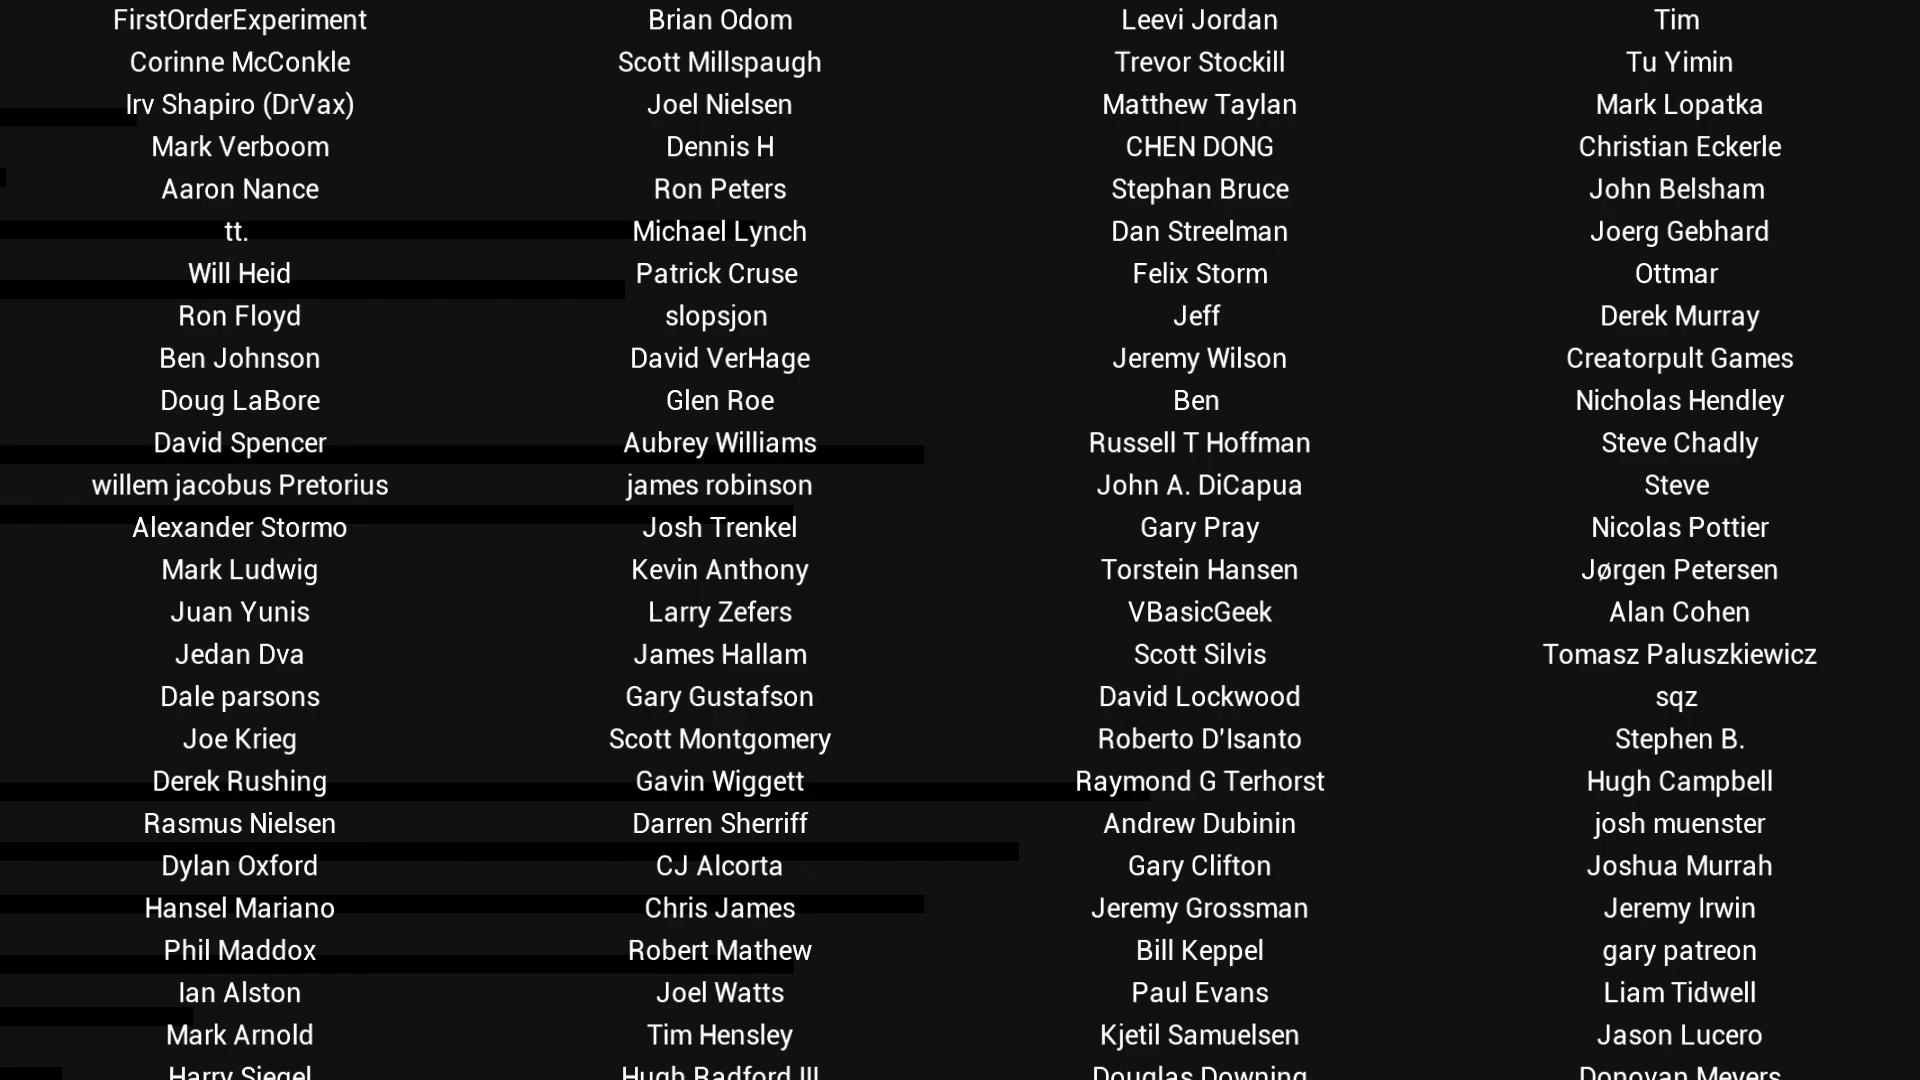 FirstOrderExperiment Brian Odom Leevi Jordan Tim
Corinne McConkle Scott Millspaugh Trevor Stockill Tu Yimin
Irv Shapiro (DrVax) Joel Nielsen Matthew Taylan Mark Lopatka
Mark Verboom Dennis H CHEN DONG Christian Eckerle
Aaron Nance Ron Peters Stephan Bruce John Belsham
tt. Michael Lynch Dan Streelman Joerg Gebhard
Will Heid Patrick Cruse Felix Storm Ottmar
Ron Floyd slopsjon Jeff Derek Murray
Ben Johnson David VerHage Jeremy Wilson Creatorpult Games
Doug LaBore Glen Roe Ben Nicholas Hendley
David Spencer Aubrey Williams Russell T Hoffman Steve Chadly
willem jacobus Pretorius james robinson John A. DiCapua Steve
Alexander Stormo Josh Trenkel Gary Pray Nicolas Pottier
Mark Ludwig Kevin Anthony Torstein Hansen Jørgen Petersen
Juan Yunis Larry Zefers VBasicGeek Alan Cohen
Jedan Dva James Hallam Scott Silvis Tomasz Paluszkiewicz
Dale parsons Gary Gustafson David Lockwood sqz
Joe Krieg Scott Montgomery Roberto D'Isanto Stephen B.
Derek Rushing Gavin Wiggett Raymond G Terhorst Hugh Campbell
Rasmus Nielsen Darren Sherriff Andrew Dubinin josh muenster
Dylan Oxford CJ Alcorta Gary Clifton Joshua Murrah
Hansel Mariano Chris James Jeremy Grossman Jeremy Irwin
Phil Maddox Robert Mathew Bill Keppel gary patreon
Ian Alston Joel Watts Paul Evans Liam Tidwell
Mark Arnold Tim Hensley Kjetil Samuelsen Jason Lucero
Harry Siegel Hugh Radford III Douglas Downing Donovan Meyers